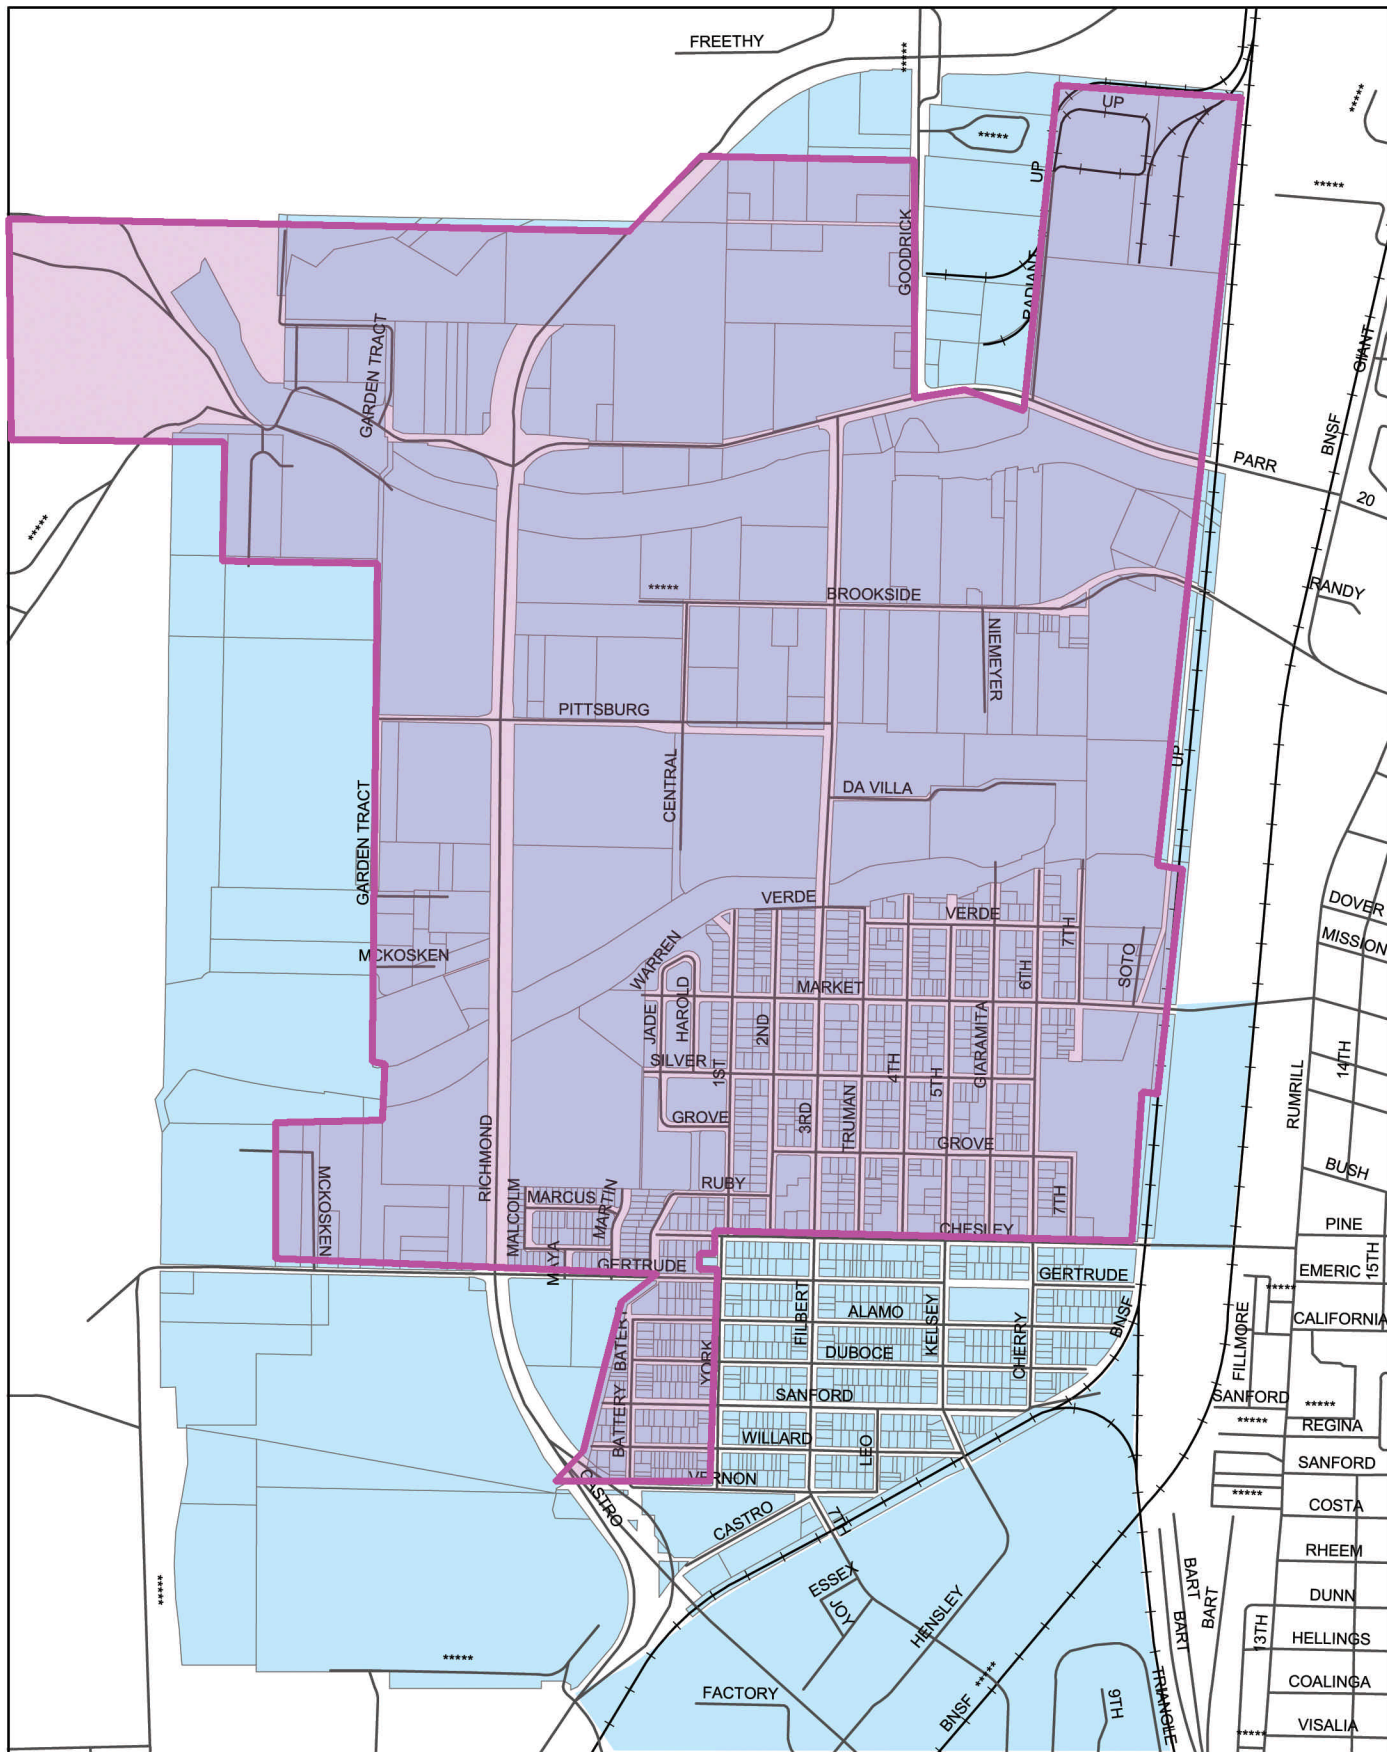 FREETHY
*****
UP
*****
*****
UP
*****
GOODRICK
RADIANT
GARDEN TRACT
GIANT
BNSF
PARR
20
*****
*****
BROOKSIDE
RANDY
NIEMEYER
PITTSBURG
UP
CENTRAL
DA VILLA
GARDEN TRACT
VERDE
VERDE
DOVER
7TH
MISSION
WARREN
MCKOSKEN
SOTO
6TH
MARKET
HAROLD
JADE
2ND
GIARAMITA
SILVER
1ST
4TH
5TH
14TH
RUMRILL
GROVE
3RD
TRUMAN
GROVE
RICHMOND
BUSH
RUBY
MCKOSKEN
MARCUS
MARTIN
7TH
MALCOLM
CHESLEY
PINE
MAYA
GERTRUDE
GERTRUDE
15TH
EMERIC
*****
FILBERT
ALAMO
KELSEY
CHERRY
BNSF
CALIFORNIA
BATERY
YORK
DUBOCE
FILLMORE
SANFORD
SANFORD
*****
BATTERY
WILLARD
LEO
*****
REGINA
VERNON
SANFORD
CASTRO
*****
COSTA
CASTRO
7TH
RHEEM
BART
BART
BART
ESSEX
*****
JOY
HENSLEY
DUNN
13TH
HELLINGS
*****
*****
COALINGA
FACTORY
BNSF
9TH
TRIANGLE
VISALIA
*****